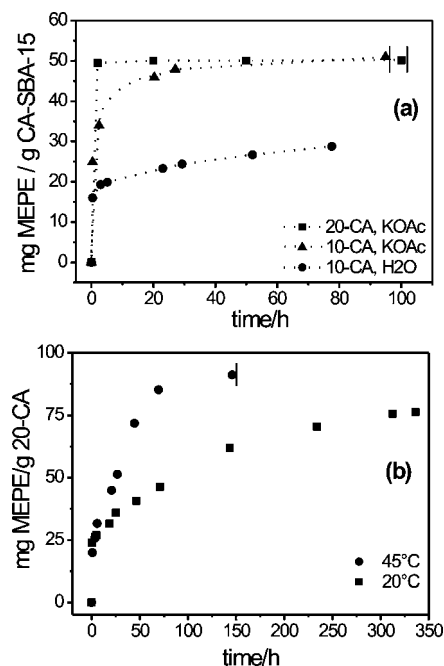 60
50
40
30
20
10
0
mg MEPE / g CA-SBA-15
(a)
20-CA, KOAc
10-CA, KOAc
10-CA, H2O
0 20 40 60 80 100
time/h
100
75
50
25
0
mg MEPE/g 20-CA
(b)
45°C
20°C
0 50 100 150 200 250 300 350
time/h